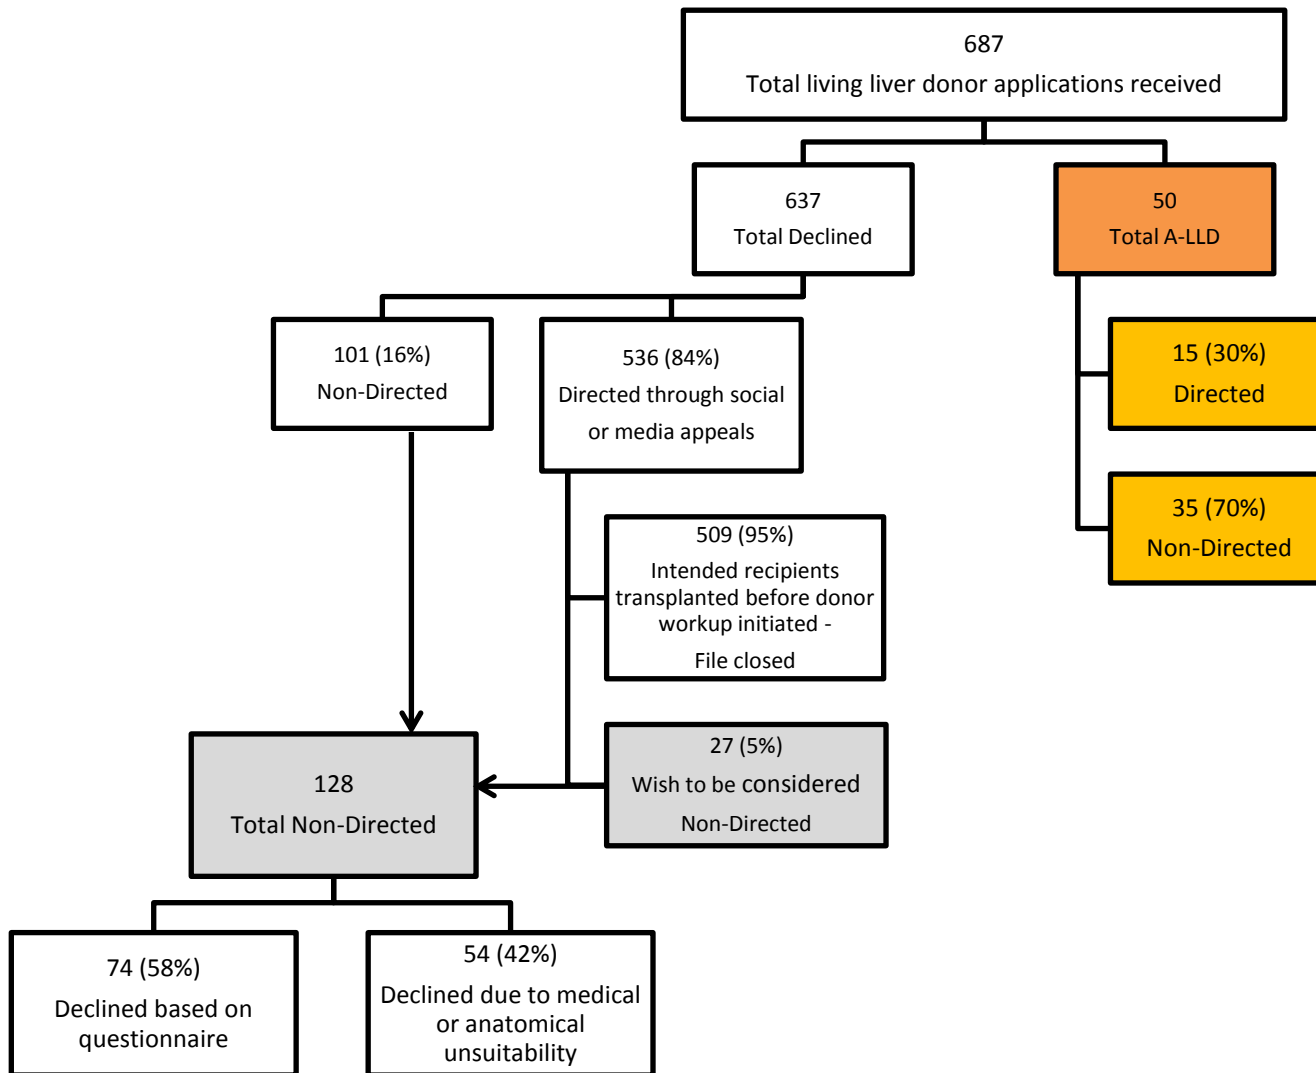 687
Total living liver donor applications received
637
Total Declined
50
Total A-LLD
101 (16%)
Non-Directed
536 (84%)
Directed through social
or media appeals
15 (30%)
Directed
35 (70%)
Non-Directed
509 (95%)
Intended recipients
transplanted before donor
workup initiated -
File closed
27 (5%)
Wish to be considered
Non-Directed
128
Total Non-Directed
74 (58%)
Declined based on
questionnaire
54 (42%)
Declined due to medical
or anatomical
unsuitability